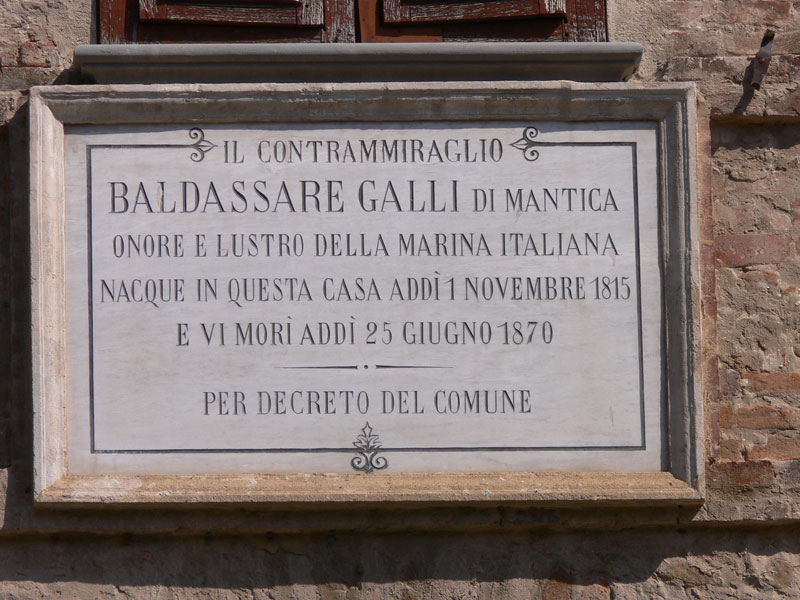 IL CONTRAMMIRAGLIO
BALDASSARE GALLI DI MANTICA
ONORE E LUSTRO DELLA MARINA ITALIANA
NACQUE IN QUESTA CASA ADDÌ 1 NOVEMBRE 1815
E VI MORÌ ADDÌ 25 GIUGNO 1870
PER DECRETO DEL COMUNE